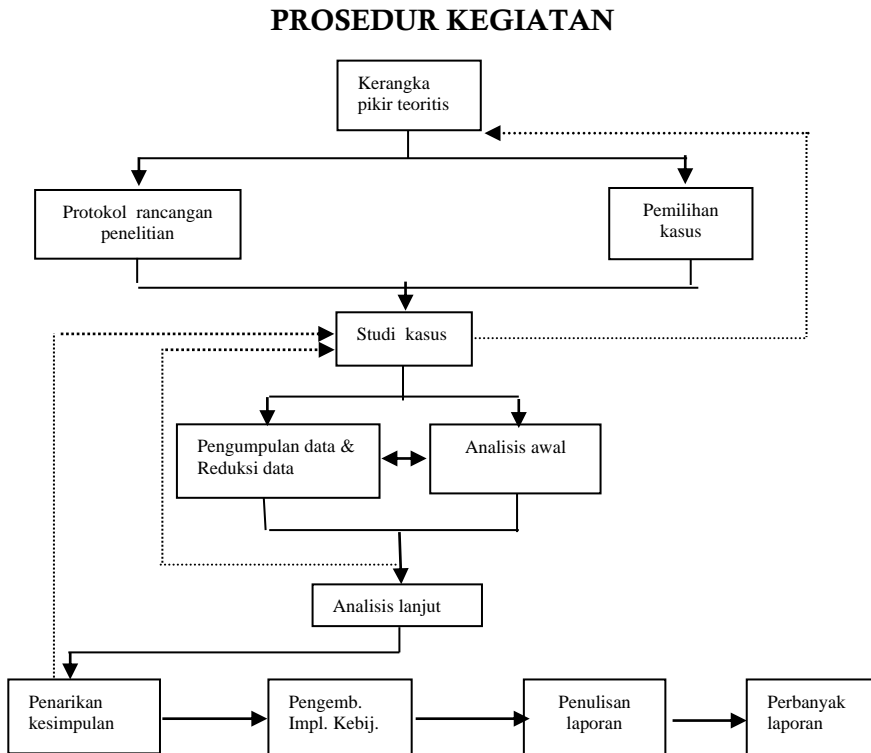 PROSEDUR KEGIATAN
Kerangka
pikir teoritis
Protokol rancangan
penelitian
Pemilihan
kasus
Studi kasus
Pengumpulan data &
Reduksi data
Analisis awal
Analisis lanjut
Penarikan
kesimpulan
Pengemb.
Impl. Kebij.
Penulisan
laporan
Perbanyak
laporan